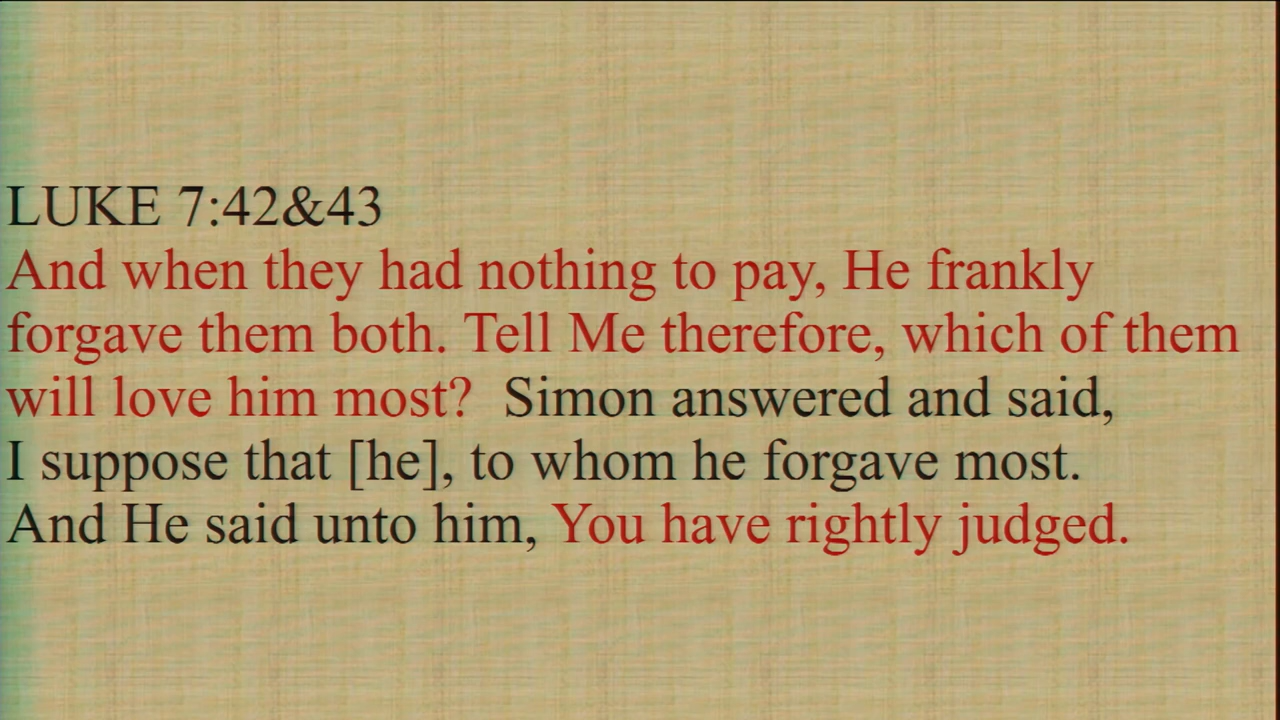 LUKE 7:42&43
And when they had nothing to pay, He frankly
forgave them both. Tell Me therefore, which of them
will love him most?  Simon answered and said,
I suppose that [he], to whom he forgave most.
And He said unto him, You have rightly judged.